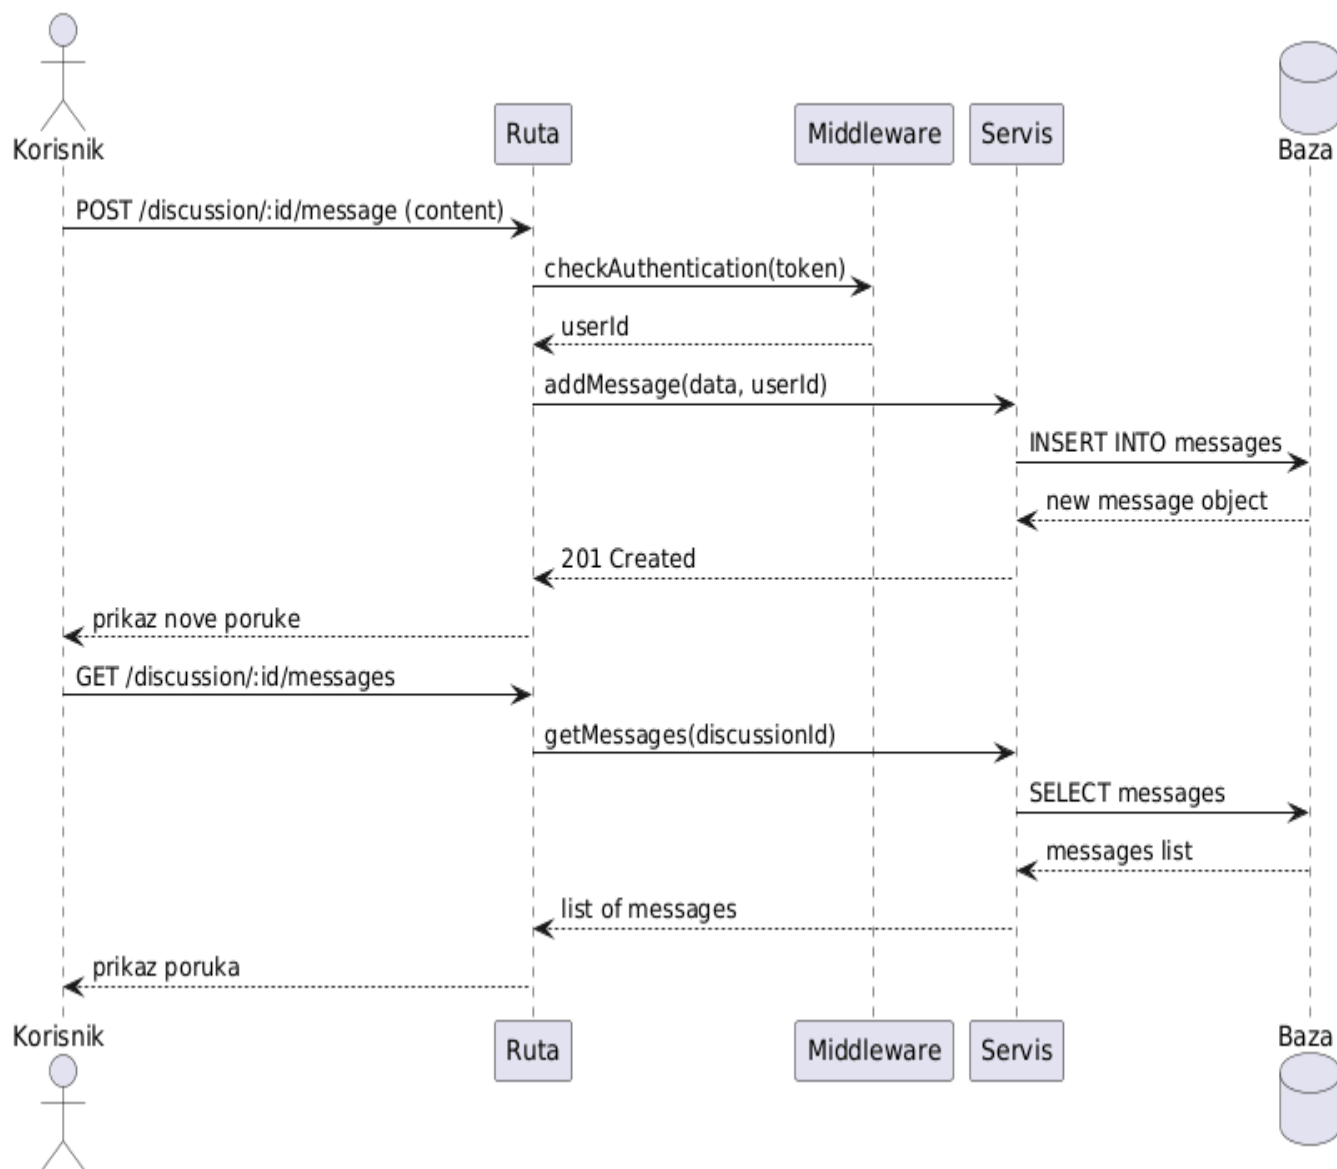 Korisnik
Ruta
Middleware
Servis
Baza
POST /discussion/:id/message (content)
checkAuthentication(token)
userId
addMessage(data, userId)
INSERT INTO messages
new message object
201 Created
prikaz nove poruke
GET /discussion/:id/messages
getMessages(discussionId)
SELECT messages
messages list
list of messages
prikaz poruka
Korisnik
Ruta
Middleware
Servis
Baza